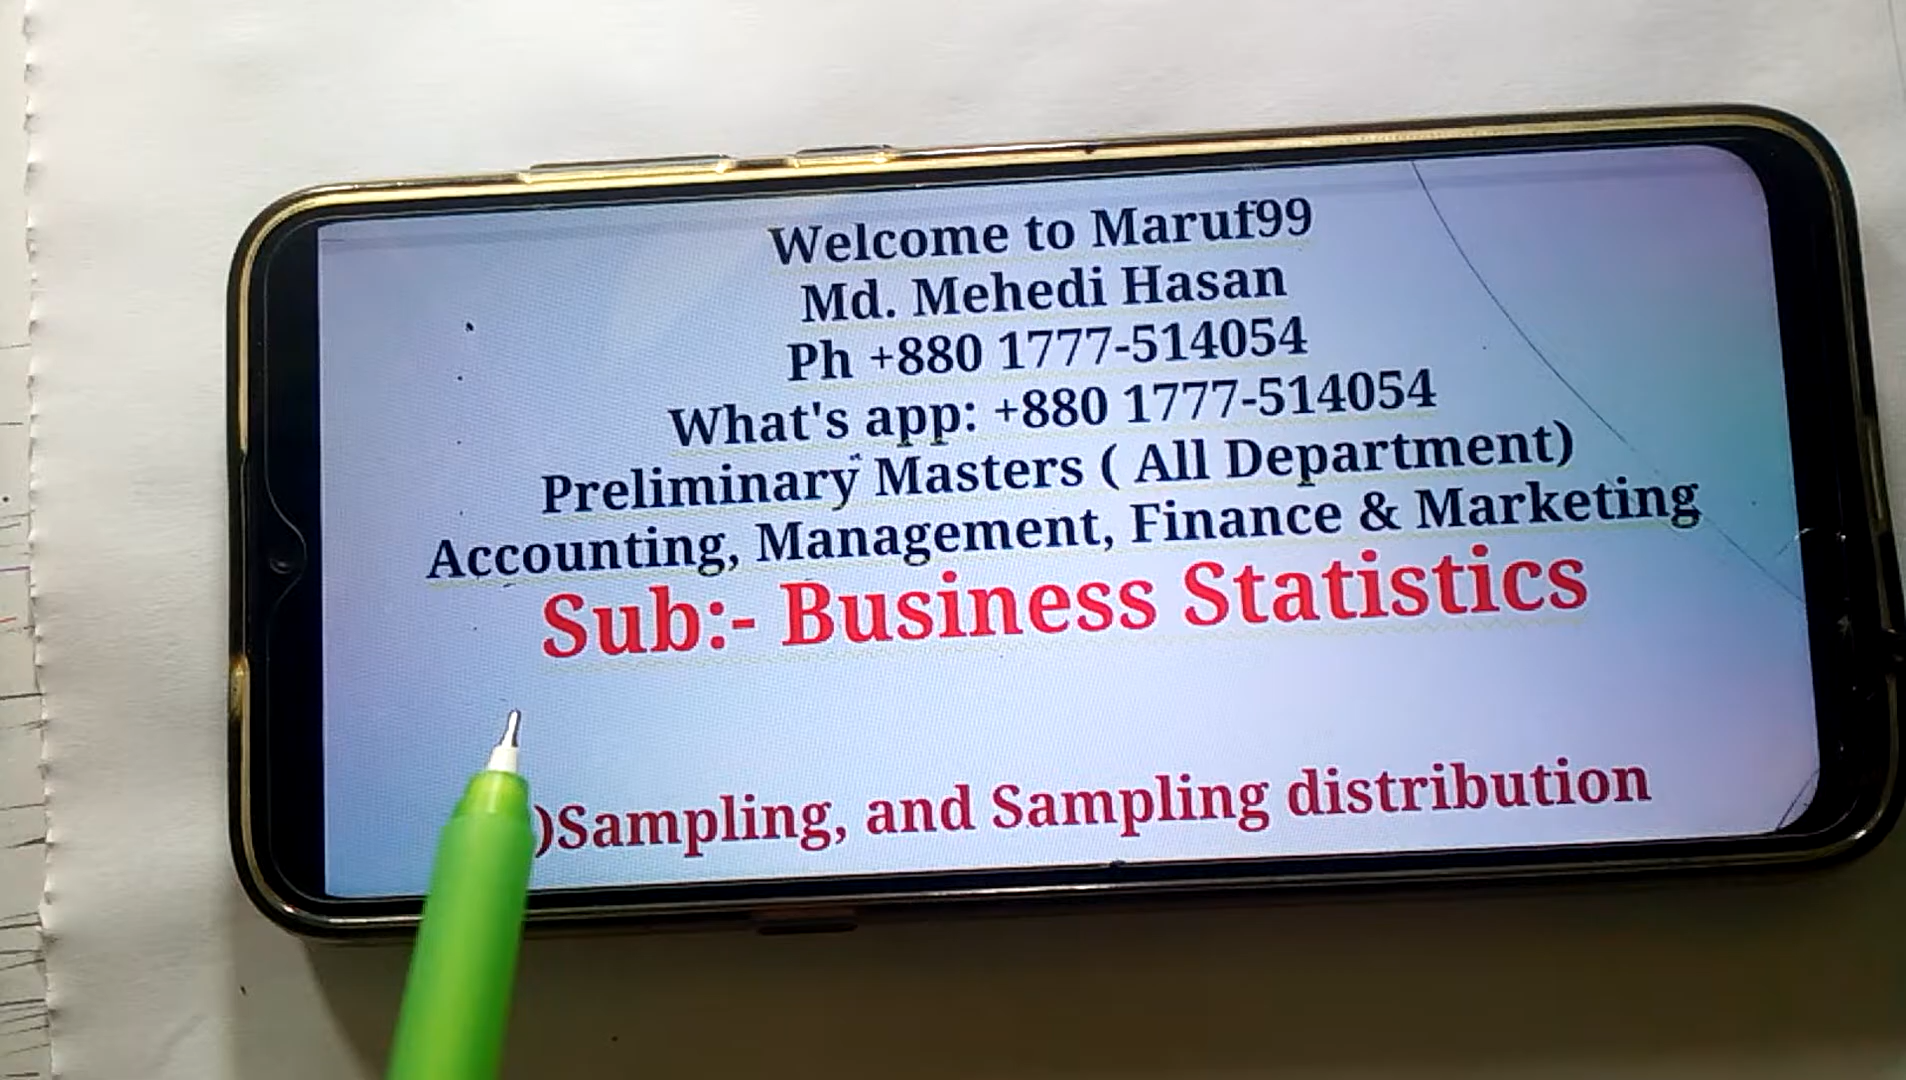 Welcome to Maruf99
Md. Mehedi Hasan
Ph +880 1777-514054
What's app: +880 1777-514054
Preliminary Masters ( All Department)
Accounting, Management, Finance & Marketing
Sub:- Business Statistics
)Sampling, and Sampling distribution